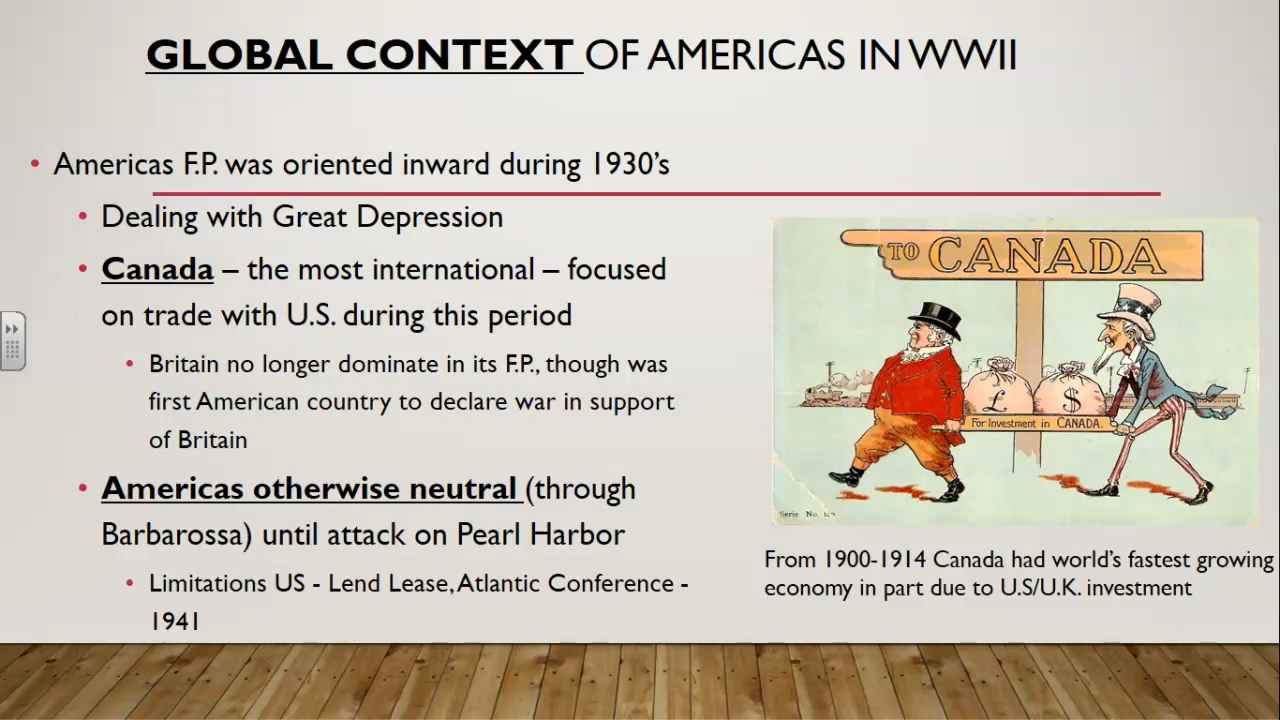 GLOBAL CONTEXT OF AMERICAS IN WWII
• Americas F.P. was oriented inward during 1930's
• Dealing with Great Depression
• Canada – the most international – focused
on trade with U.S. during this period
• Britain no longer dominate in its F.P., though was
first American country to declare war in support
of Britain
• Americas otherwise neutral (through
Barbarossa) until attack on Pearl Harbor
• Limitations US - Lend Lease, Atlantic Conference -
1941
TO CANADA
£ $
For Investment in CANADA.
Serie No.
From 1900-1914 Canada had world's fastest growing
economy in part due to U.S/U.K. investment